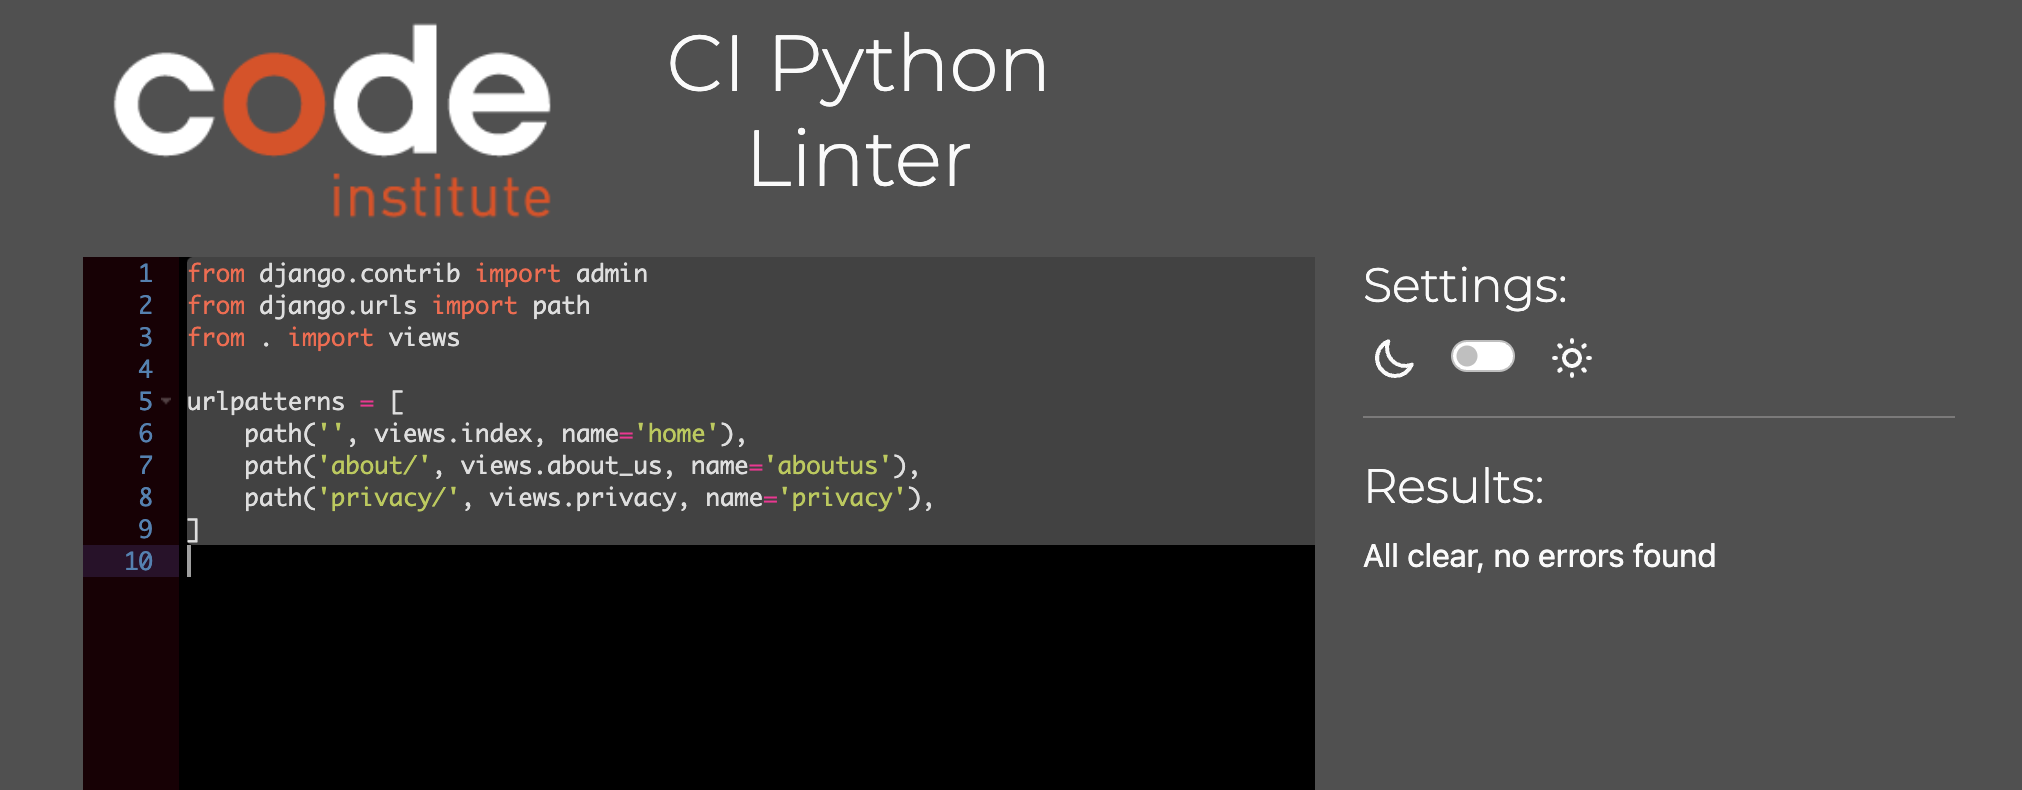 code
institute
CI Python
Linter
1 from django.contrib import admin
2 from django.urls import path
3 from . import views
4
5 urlpatterns = [
6     path('', views.index, name='home'),
7     path('about/', views.about_us, name='aboutus'),
8     path('privacy/', views.privacy, name='privacy'),
9 ]
10
Settings:
Results:
All clear, no errors found